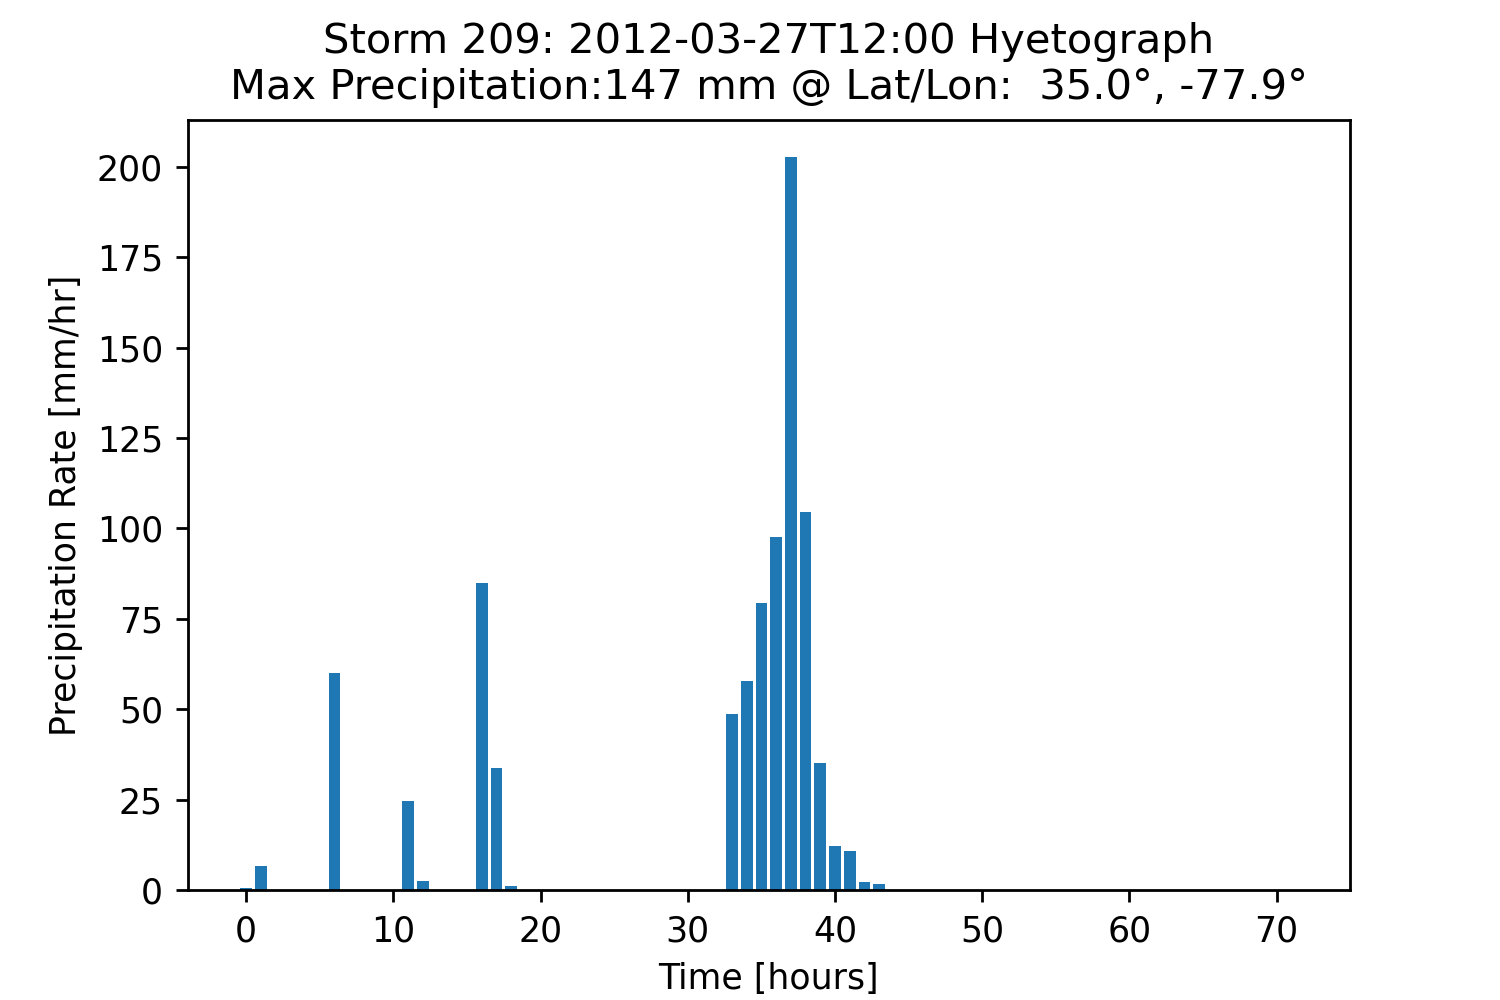 Storm 209: 2012-03-27T12:00 Hyetograph
Max Precipitation:147 mm @ Lat/Lon:  35.0°, -77.9°
Precipitation Rate [mm/hr]
200
175
150
125
100
75
50
25
0
0 10 20 30 40 50 60 70
Time [hours]